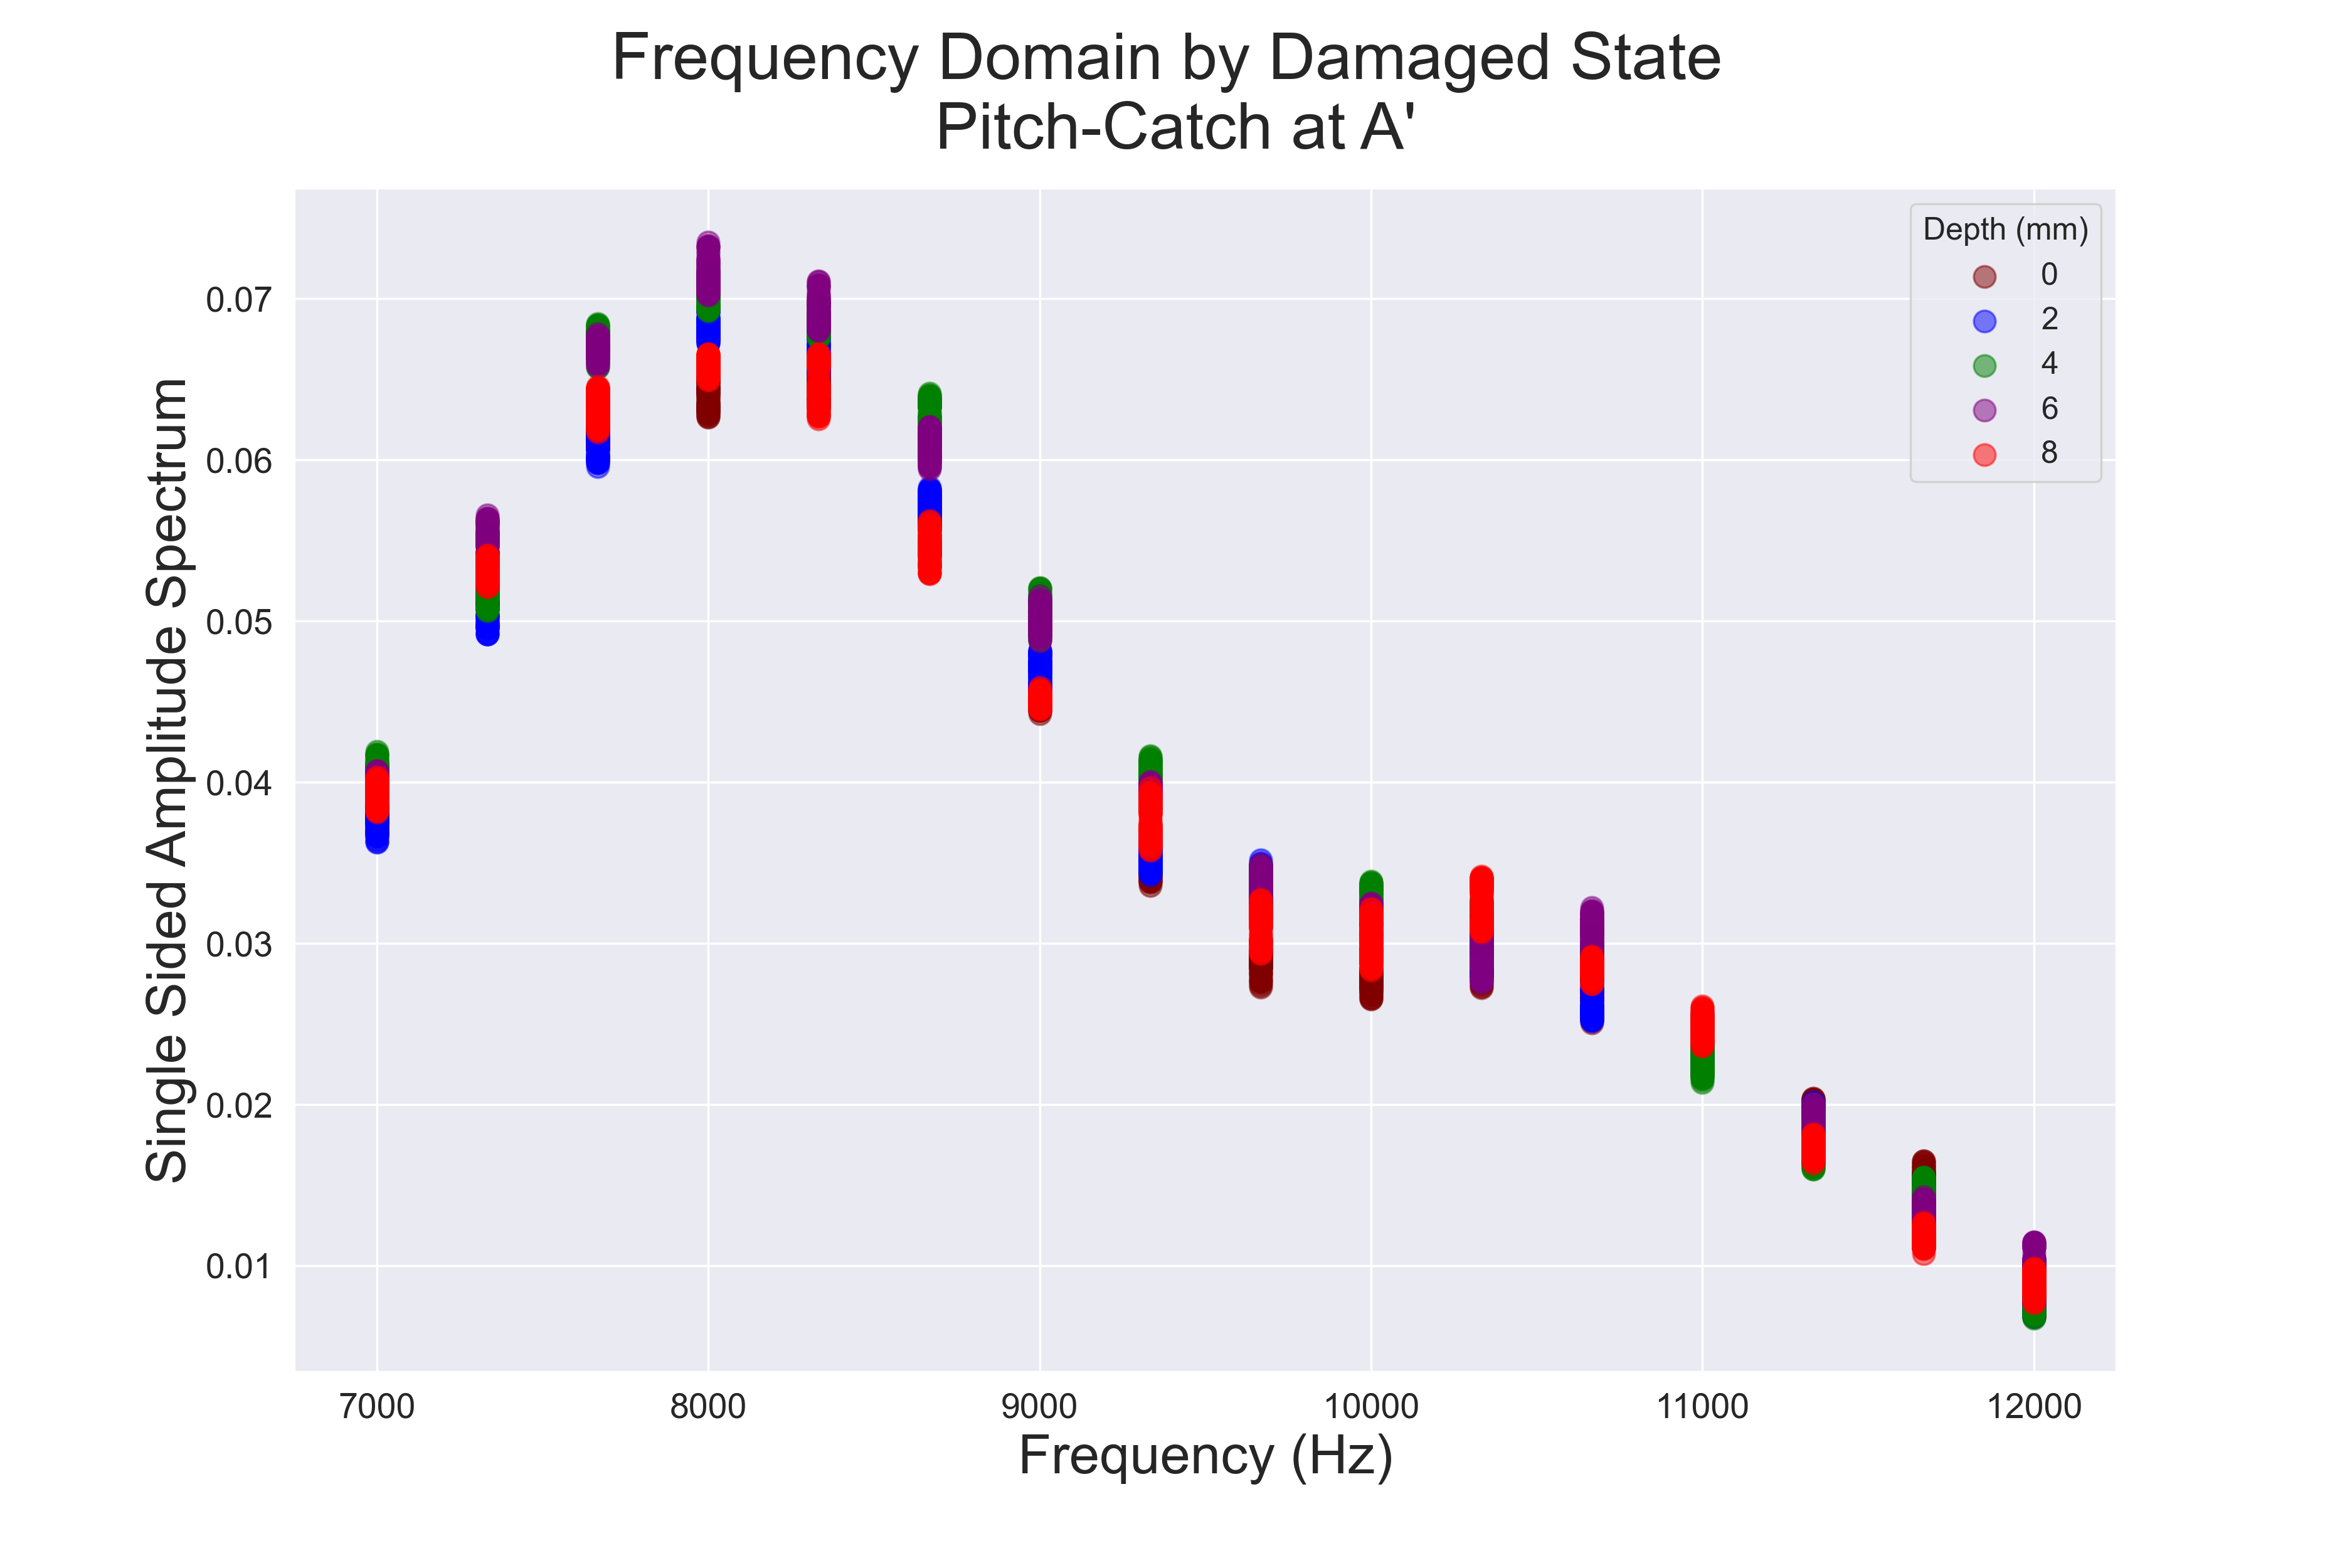 Frequency Domain by Damaged State
Pitch-Catch at A'
Single Sided Amplitude Spectrum
0.07
0.06
0.05
0.04
0.03
0.02
0.01
Depth (mm)
0
2
4
6
8
7000 8000 9000 10000 11000 12000
Frequency (Hz)